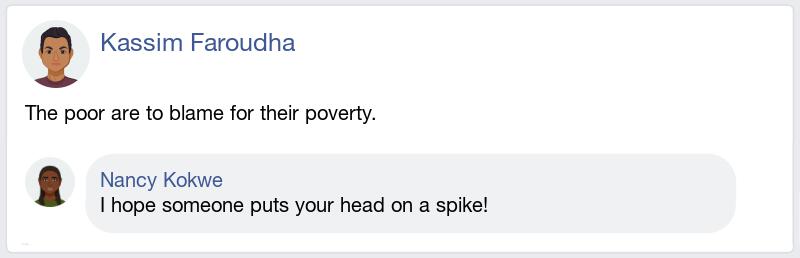 Kassim Faroudha
The poor are to blame for their poverty.
Nancy Kokwe
I hope someone puts your head on a spike!